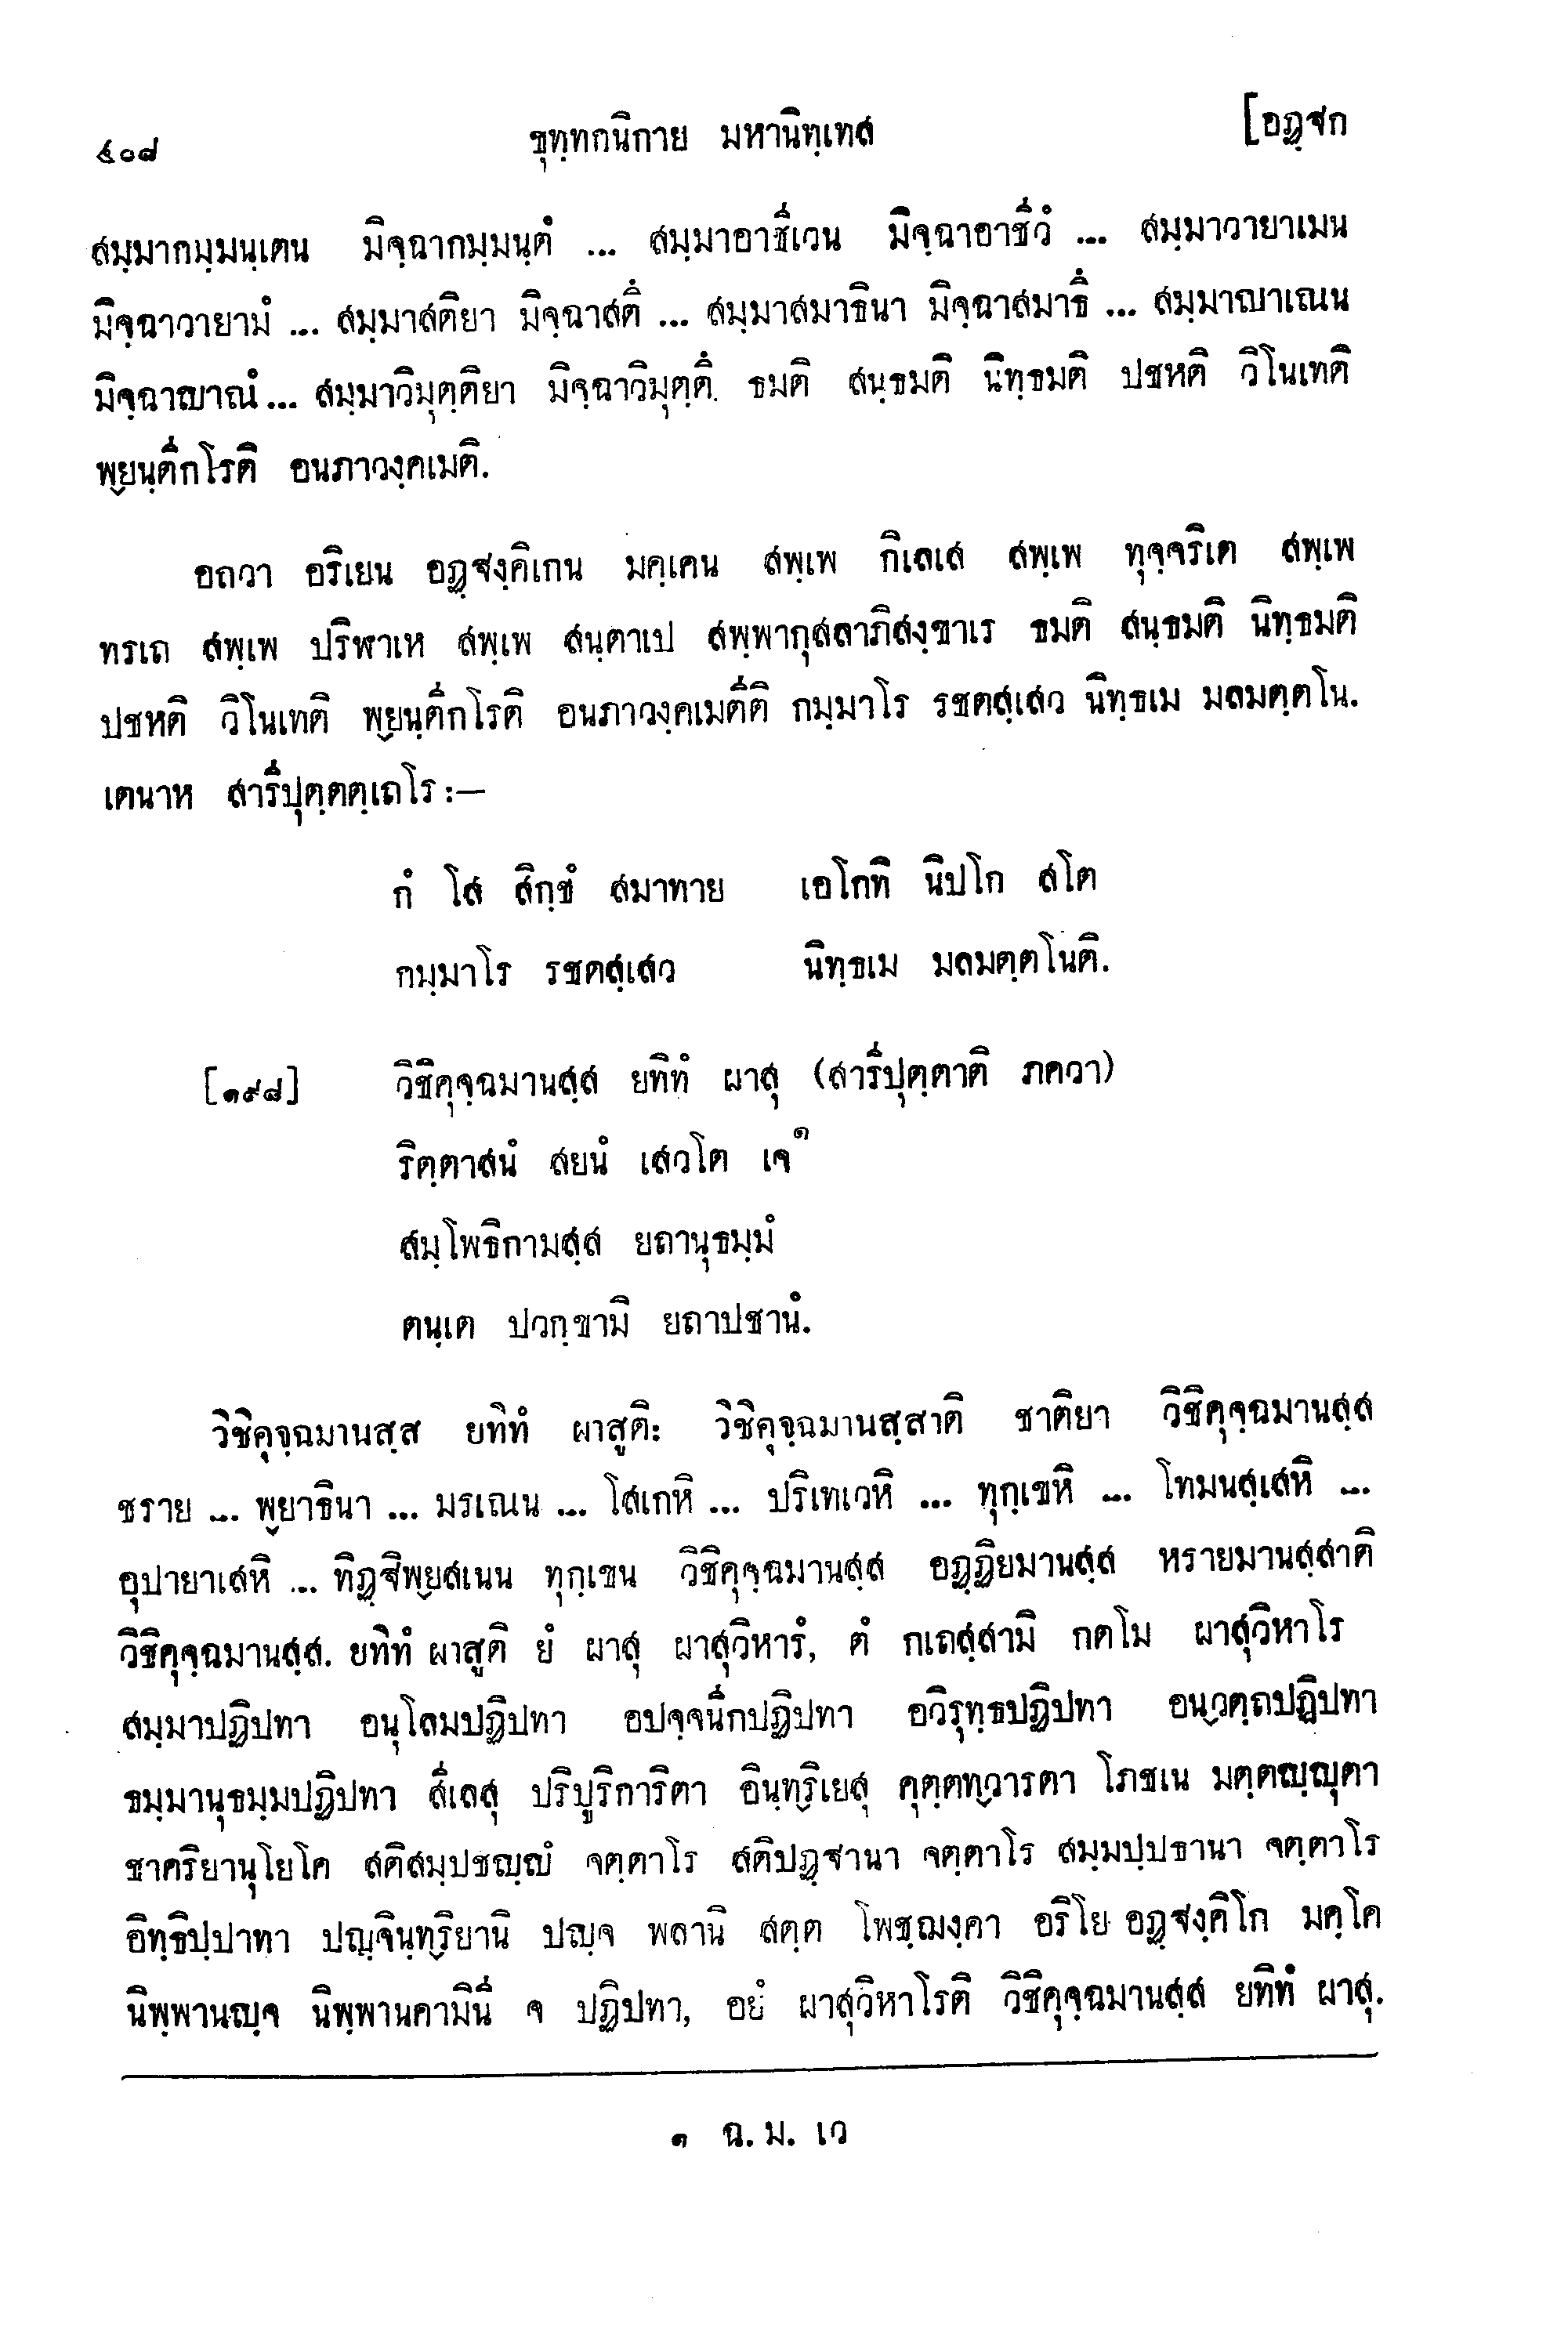 ๔๐๘ ขุทฺทกนิกาย มหานิทฺเทส [อฏฺฐก
สมฺมากมฺมนฺเตน มิจฺฉากมฺมนฺตํ ... สมฺมาอาชีเวน มิจฺฉาอาชีวํ ... สมฺมาวายาเมน
มิจฺฉาวายามํ ... สมฺมาสติยา มิจฺฉาสตึ ... สมฺมาสมาธินา มิจฺฉาสมาธึ ... สมฺมาญาเณน
มิจฺฉาญาณํ ... สมฺมาวิมุตฺติยา มิจฺฉาวิมุตฺตึ ธมติ สนฺธมติ นิทฺธมติ ปชหติ วิโนเทติ
พฺยนฺตีกโรติ อนภาวงฺคเมติ.
อถวา อริเยน อฏฺฐงฺคิเกน มคฺเคน สพฺเพ กิเลเส สพฺเพ ทุจฺจริเต สพฺเพ
ทรเถ สพฺเพ ปริฬาเห สพฺเพ สนฺตาเป สพฺพากุสลาภิสงฺขาเร ธมติ สนฺธมติ นิทฺธมติ
ปชหติ วิโนเทติ พฺยนฺตีกโรติ อนภาวงฺคเมตีติ กมฺมาโร รชตสฺเสว นิทฺธเม มลมตฺตโน.
เตนาห สารีปุตฺตตฺเถโร :—
กํ โส สิกฺขํ สมาทาย เอโกทิ นิปโก สโต
กมฺมาโร รชตสฺเสว นิทฺธเม มลมตฺตโนติ.
[๑๙๘] วิชิคุจฺฉมานสฺส ยทิทํ ผาสุ (สารีปุตฺตาติ ภควา)
ริตฺตาสนํ สยนํ เสวโต เจ๑
สมฺโพธิกามสฺส ยถานุธมฺมํ
ตนฺเต ปวกฺขามิ ยถาปชานํ.
วิชิคุจฺฉมานสฺส ยทิทํ ผาสูติ: วิชิคุจฺฉมานสฺสาติ ชาติยา วิชิคุจฺฉมานสฺส
ชราย ... พฺยาธินา ... มรเณน ... โสเกหิ ... ปริเทเวหิ ... ทุกฺเขหิ ... โทมนสฺเสหิ ...
อุปายาเสหิ ... ทิฏฺฐิพฺยสเนน ทุกฺเขน วิชิคุจฺฉมานสฺส อฏฺฏิยมานสฺส หรายมานสฺสาติ
วิชิคุจฺฉมานสฺส. ยทิทํ ผาสูติ ยํ ผาสุ ผาสุวิหารํ, ตํ กเถสฺสามิ กตโม ผาสุวิหาโร
สมฺมาปฏิปทา อนุโลมปฏิปทา อปจฺจนีกปฏิปทา อวิรุทฺธปฏิปทา อนฺวตฺถปฏิปทา
ธมฺมานุธมฺมปฏิปทา สีเลสุ ปริปูริการิตา อินฺทฺริเยสุ คุตฺตทฺวารตา โภชเน มตฺตญฺญุตา
ชาคริยานุโยโค สติสมฺปชญฺญํ จตฺตาโร สติปฏฺฐานา จตฺตาโร สมฺมปฺปธานา จตฺตาโร
อิทฺธิปฺปาทา ปญฺจินฺทฺริยานิ ปญฺจ พลานิ สตฺต โพชฺฌงฺคา อริโย อฏฺฐงฺคิโก มคฺโค
นิพฺพานญฺจ นิพฺพานคามินี จ ปฏิปทา, อยํ ผาสุวิหาโรติ วิชิคุจฺฉมานสฺส ยทิทํ ผาสุ.
๑ ฉ. ม. เว